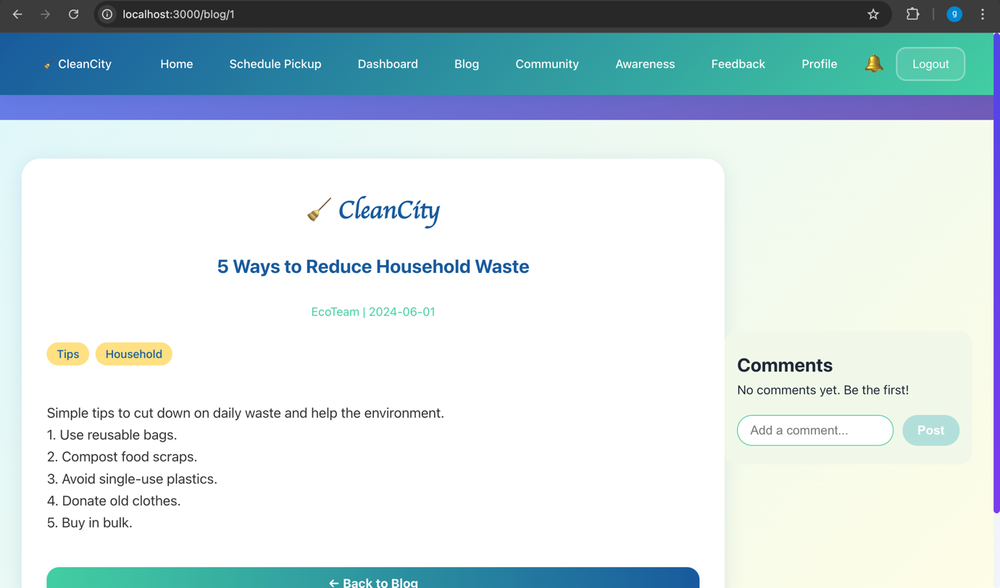 localhost:3000/blog/1
g
CleanCity
Home
Schedule Pickup
Dashboard
Blog
Community
Awareness
Feedback
Profile
Logout
CleanCity
5 Ways to Reduce Household Waste
EcoTeam | 2024-06-01
Tips
Household
Simple tips to cut down on daily waste and help the environment.
1. Use reusable bags.
2. Compost food scraps.
3. Avoid single-use plastics.
4. Donate old clothes.
5. Buy in bulk.
← Back to Blog
Comments
No comments yet. Be the first!
Add a comment...
Post